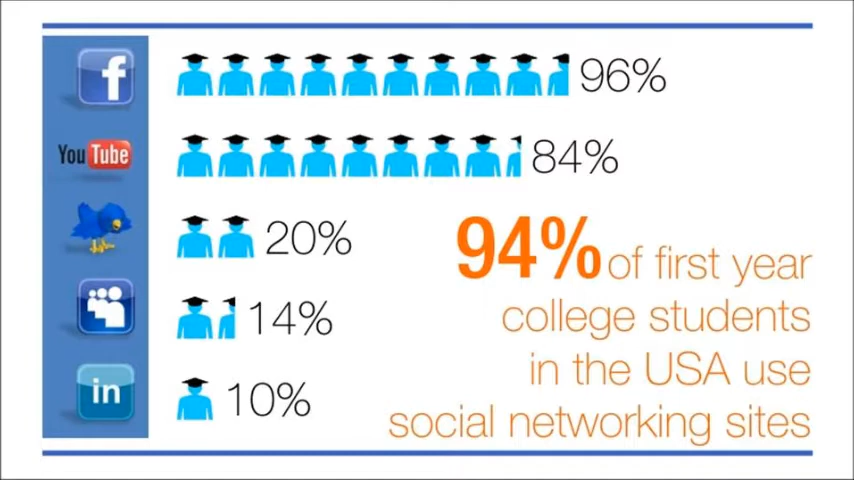 f
96%
You Tube
84%
20%
14%
in
10%
94% of first year
college students
in the USA use
social networking sites